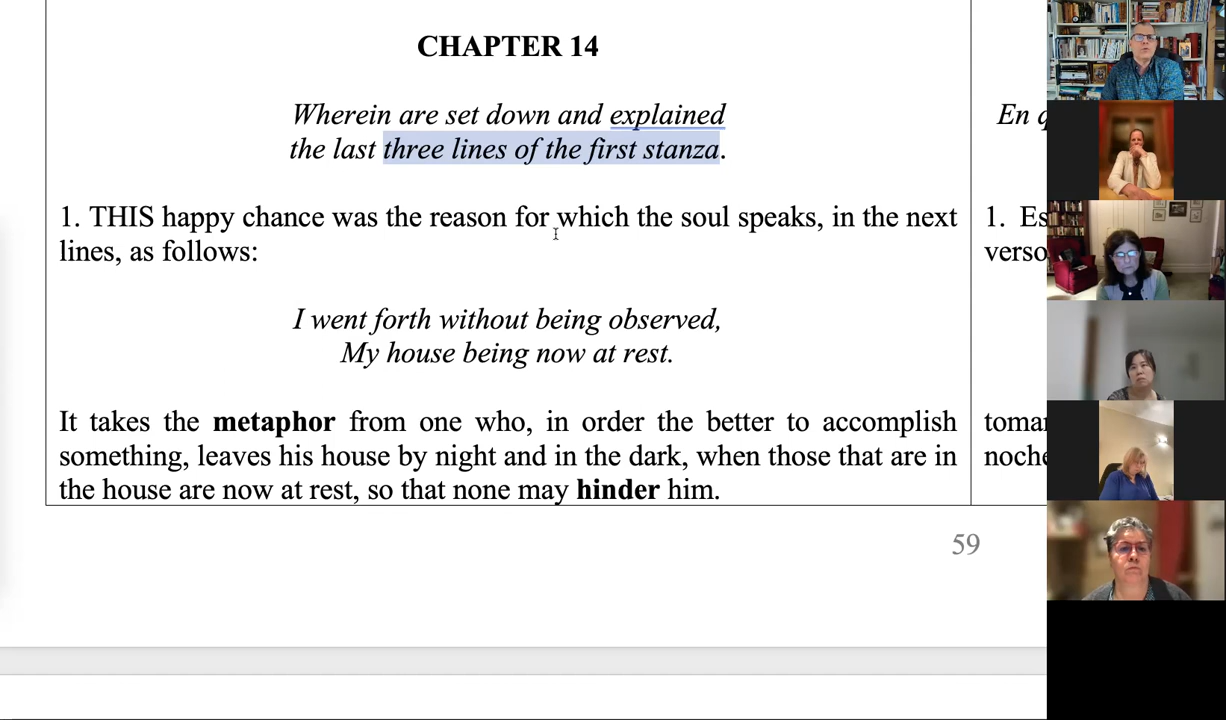 CHAPTER 14
Wherein are set down and explained
the last three lines of the first stanza.
1. THIS happy chance was the reason for which the soul speaks, in the next
lines, as follows:
I went forth without being observed,
My house being now at rest.
It takes the metaphor from one who, in order the better to accomplish
something, leaves his house by night and in the dark, when those that are in
the house are now at rest, so that none may hinder him.
En q
1. Es
verso
tomar
noche
59